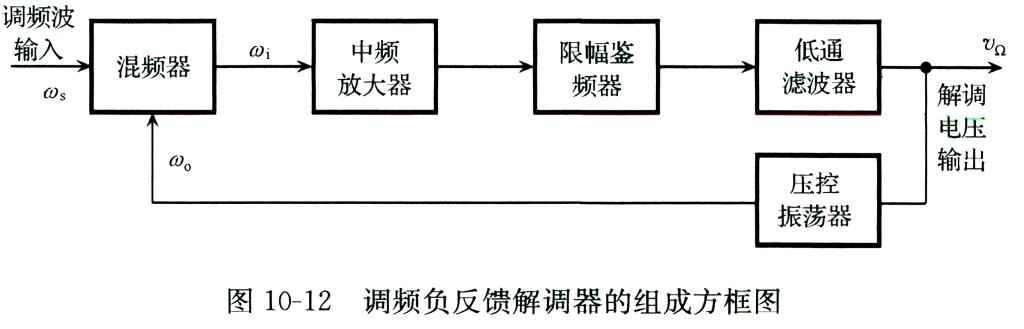 调频波
输入
ωs
混频器
ωi
中频
放大器
限幅鉴
频器
低通
滤波器
vΩ
解调
电压
输出
ωo
压控
振荡器
图 10-12 调频负反馈解调器的组成方框图